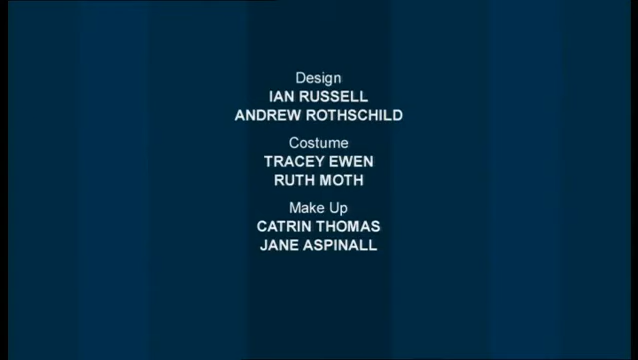 Design
IAN RUSSELL
ANDREW ROTHSCHILD
Costume
TRACEY EWEN
RUTH MOTH
Make Up
CATRIN THOMAS
JANE ASPINALL